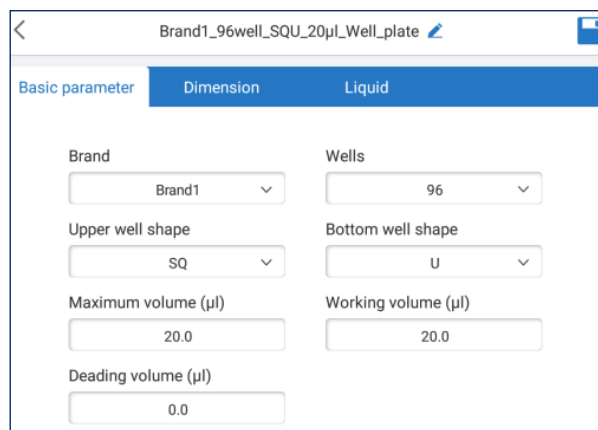 Brand1_96well_SQU_20µl_Well_plate
Basic parameter Dimension Liquid
Brand Wells
Brand1 96
Upper well shape Bottom well shape
SQ U
Maximum volume (µl) Working volume (µl)
20.0 20.0
Deading volume (µl)
0.0